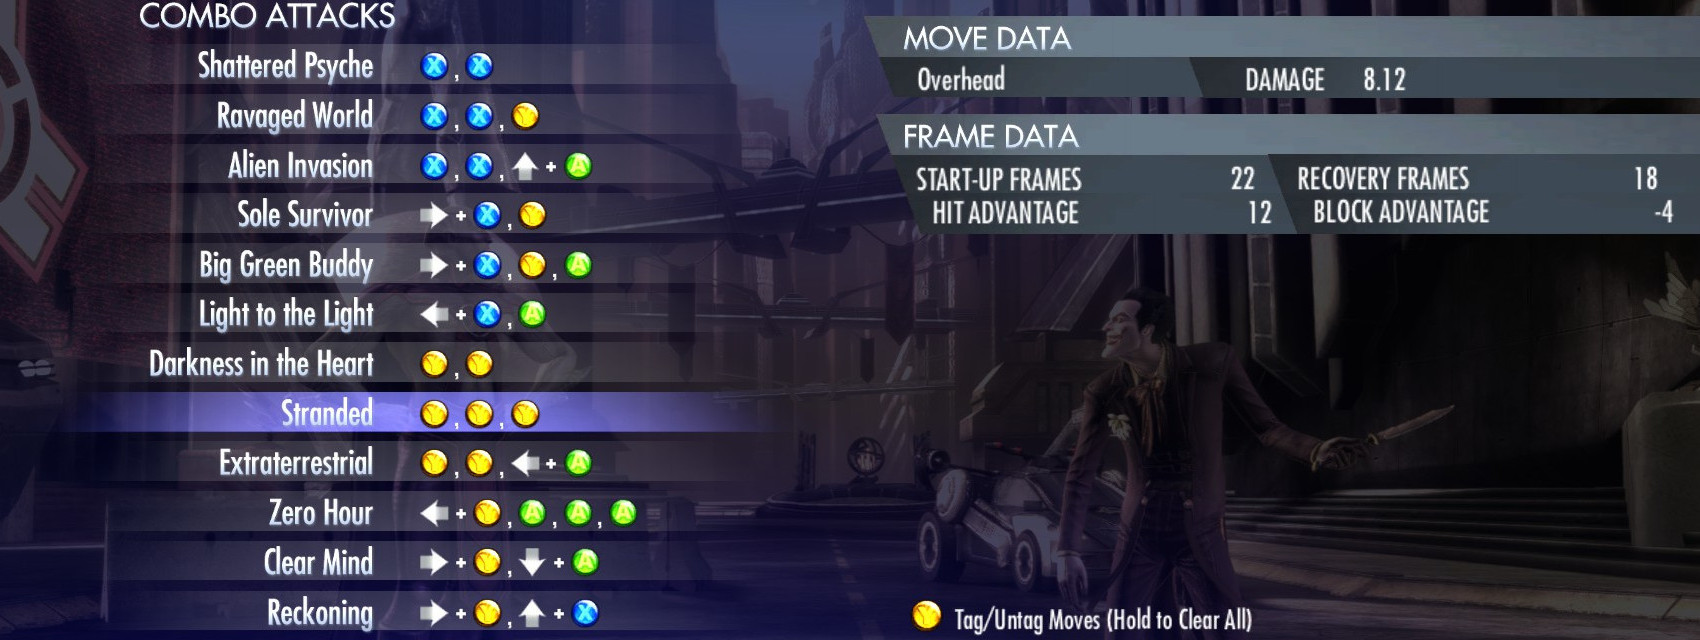 COMBO ATTACKS
Shattered Psyche X , X
Ravaged World X , X , Y
Alien Invasion X , X , + A
Sole Survivor + X , Y
Big Green Buddy + X , Y , A
Light to the Light + X , A
Darkness in the Heart Y , Y
Stranded Y , Y , Y
Extraterrestrial Y , Y , + A
Zero Hour + Y , A , A , A
Clear Mind + Y , + A
Reckoning + Y , + X
MOVE DATA
Overhead DAMAGE 8.12
FRAME DATA
START-UP FRAMES 22 RECOVERY FRAMES 18
HIT ADVANTAGE 12 BLOCK ADVANTAGE -4
Y Tag/Untag Moves (Hold to Clear All)